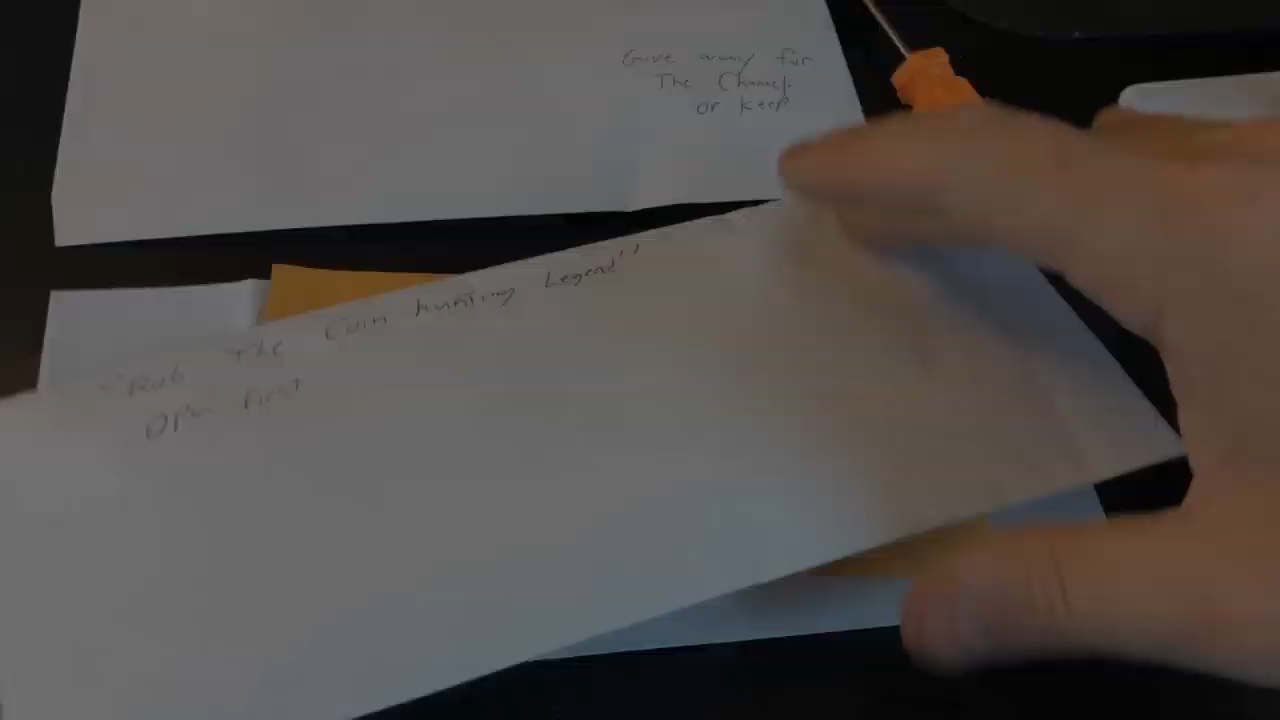 Give away for
The Channel
or Keep
"Rob The Coin Hunting Legend"
Open First